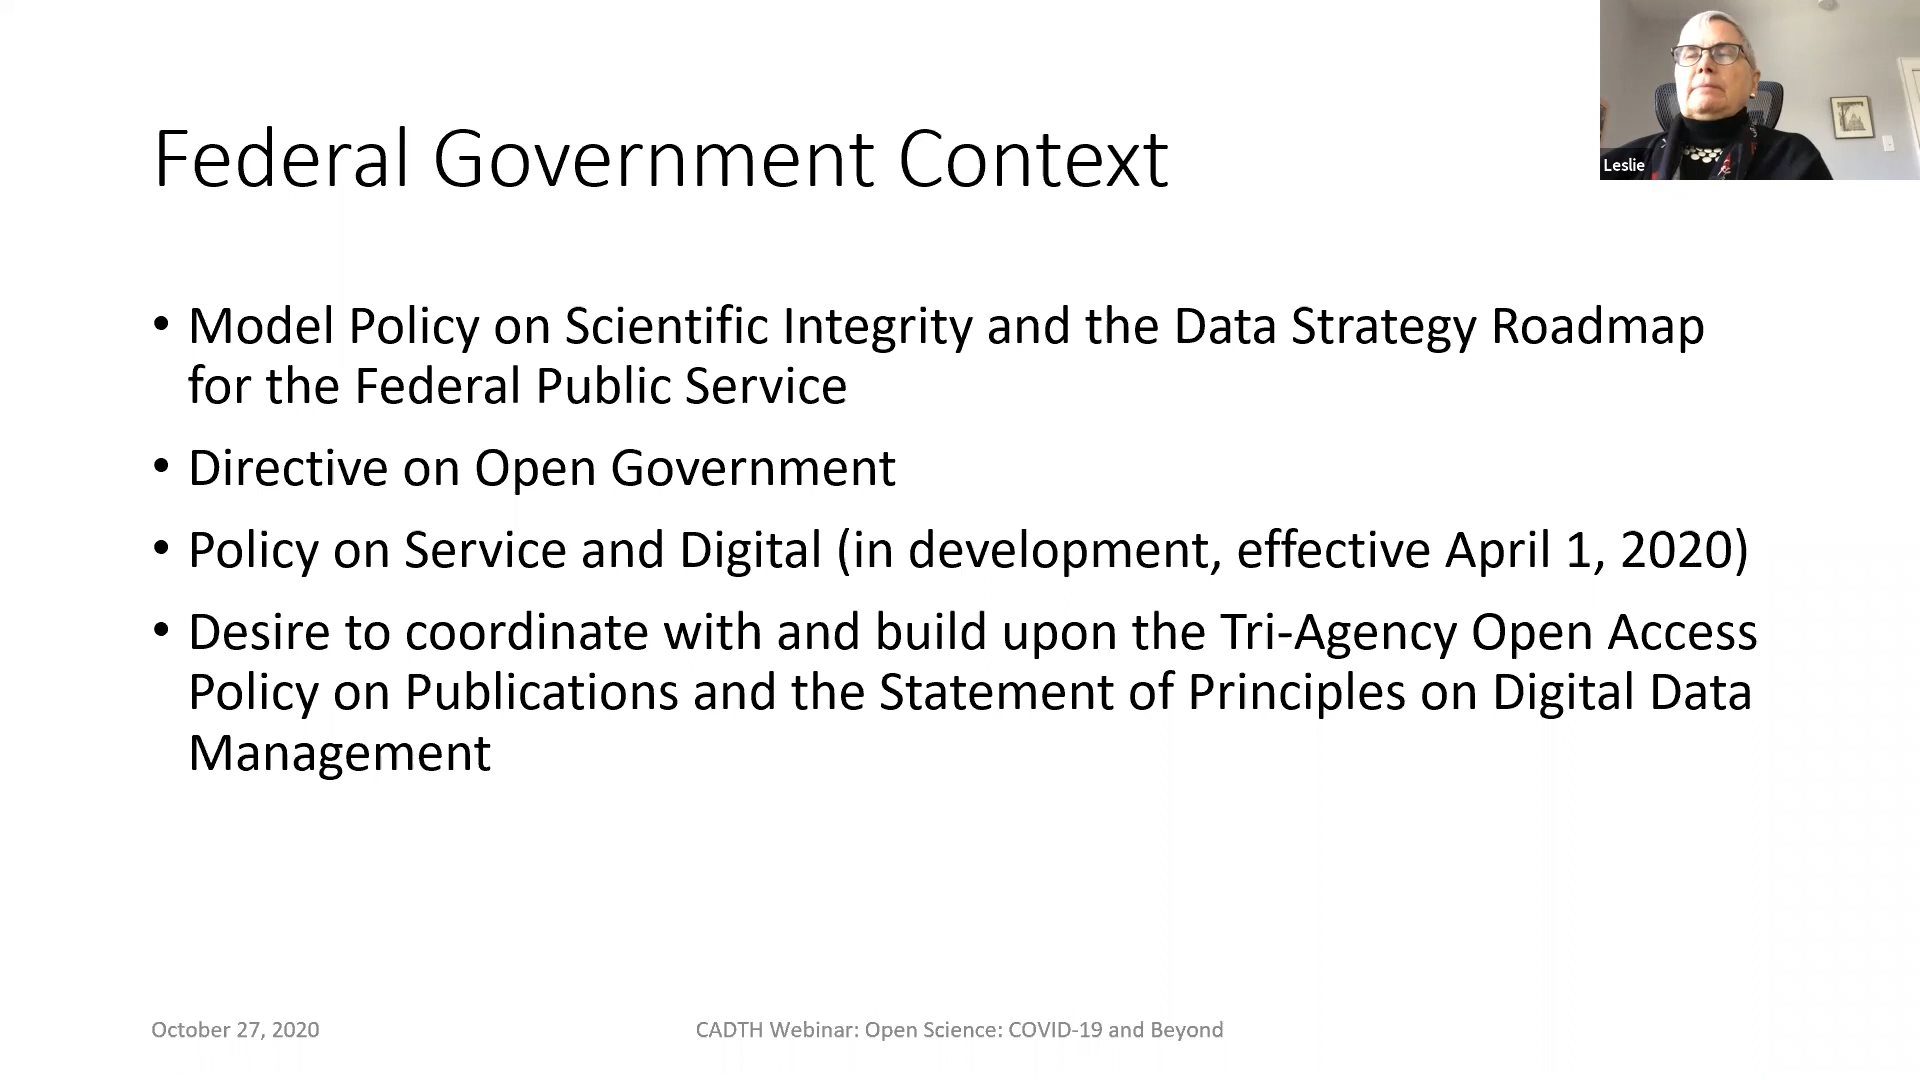 Federal Government Context
Leslie
• Model Policy on Scientific Integrity and the Data Strategy Roadmap
for the Federal Public Service
• Directive on Open Government
• Policy on Service and Digital (in development, effective April 1, 2020)
• Desire to coordinate with and build upon the Tri-Agency Open Access
Policy on Publications and the Statement of Principles on Digital Data
Management
October 27, 2020
CADTH Webinar: Open Science: COVID-19 and Beyond